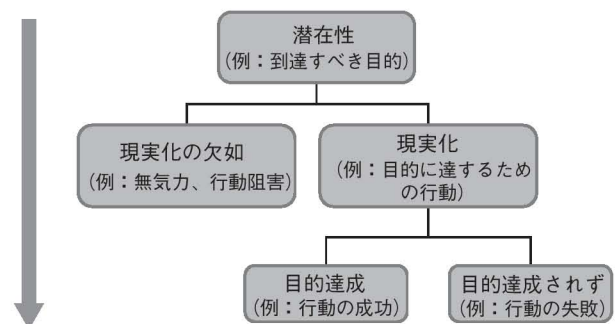 潜在性
(例：到達すべき目的)
現実化の欠如
(例：無気力、行動阻害)
現実化
(例：目的に達するため
の行動)
目的達成
(例：行動の成功)
目的達成されず
(例：行動の失敗)